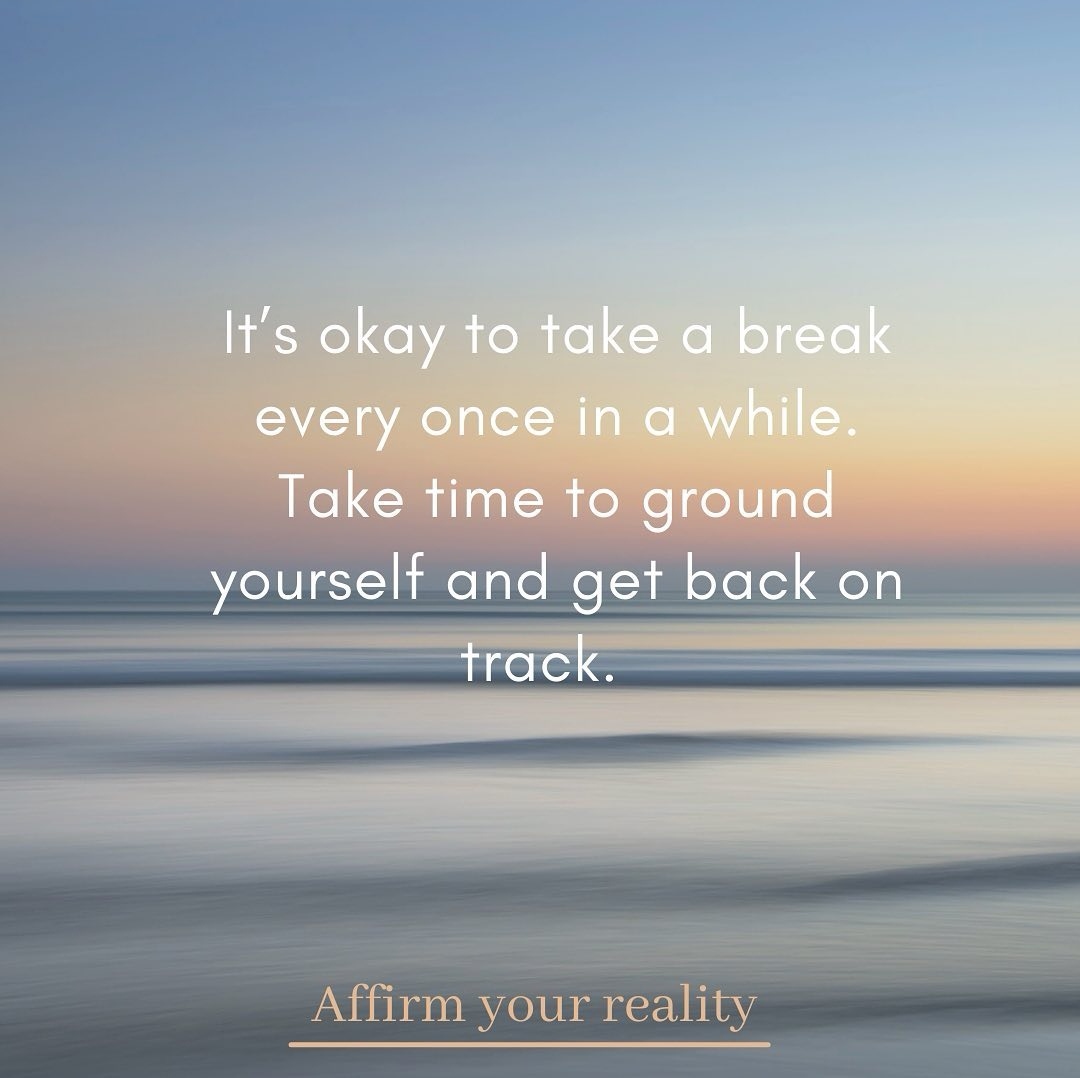 It’s okay to take a break
every once in a while.
Take time to ground
yourself and get back on
track.
Affirm your reality